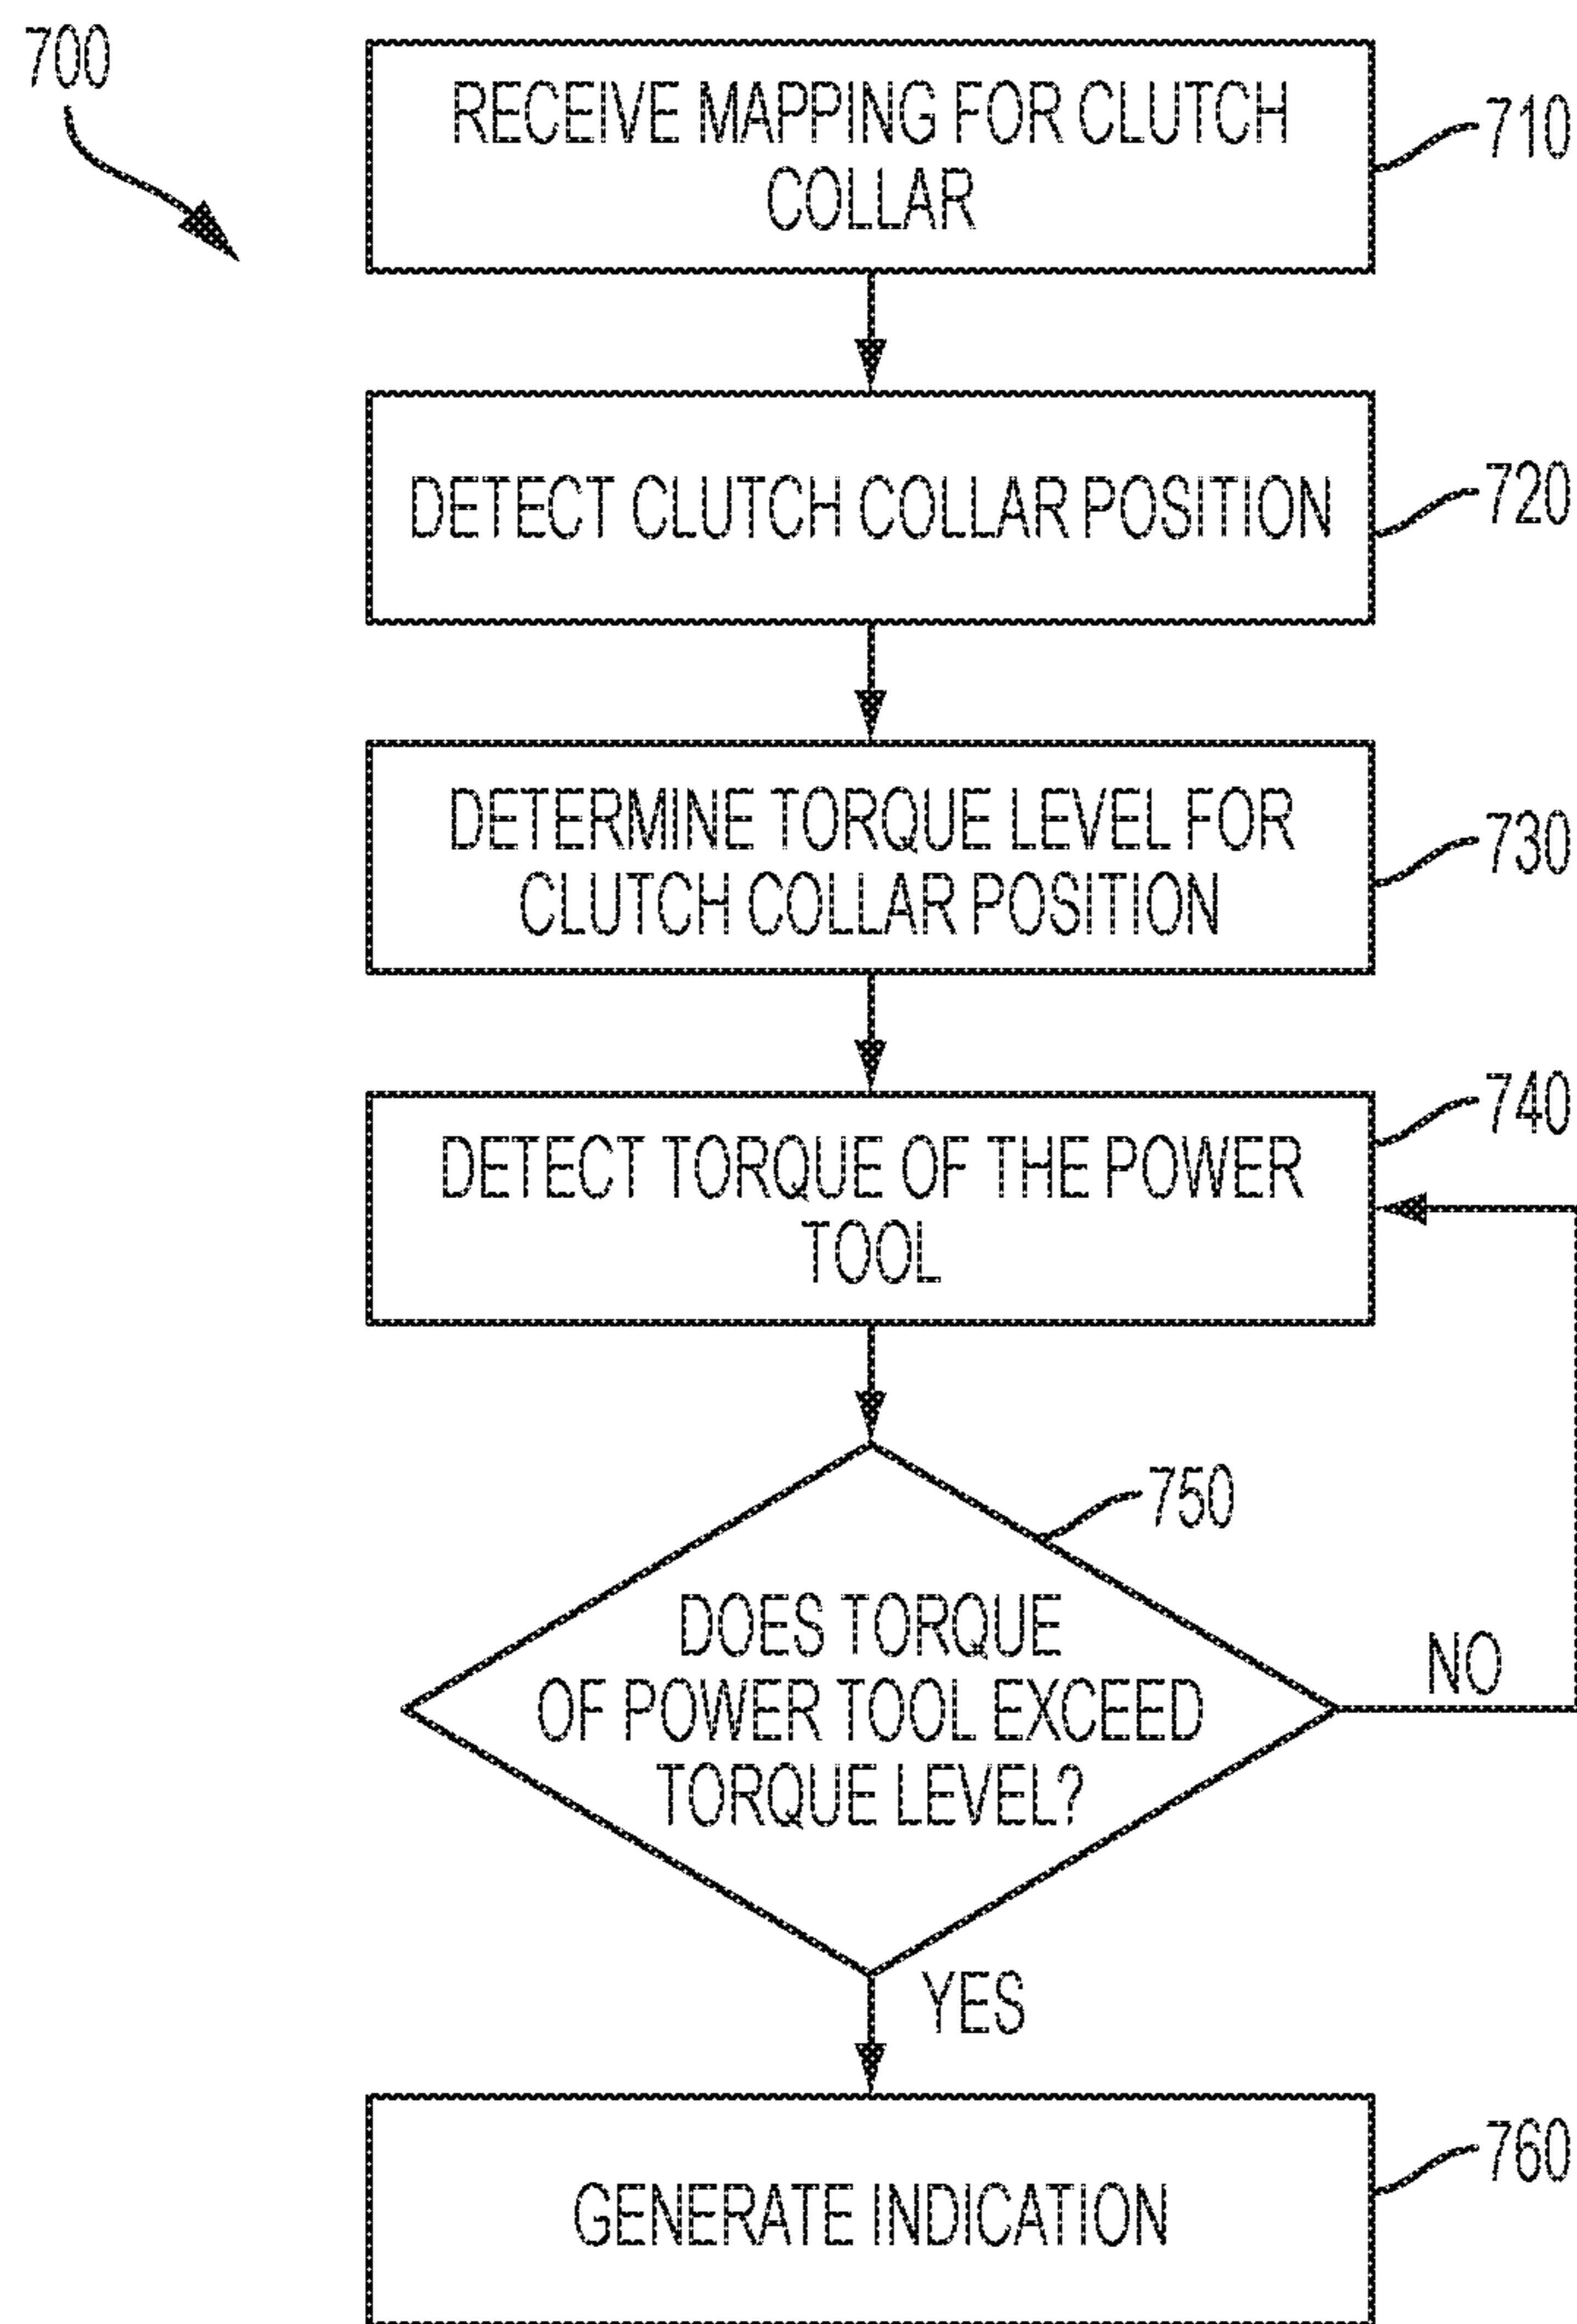 700
RECEIVE MAPPING FOR CLUTCH
COLLAR
710
DETECT CLUTCH COLLAR POSITION
720
DETERMINE TORQUE LEVEL FOR
CLUTCH COLLAR POSITION
730
DETECT TORQUE OF THE POWER
TOOL
740
750
DOES TORQUE
OF POWER TOOL EXCEED
TORQUE LEVEL?
NO
YES
GENERATE INDICATION
760